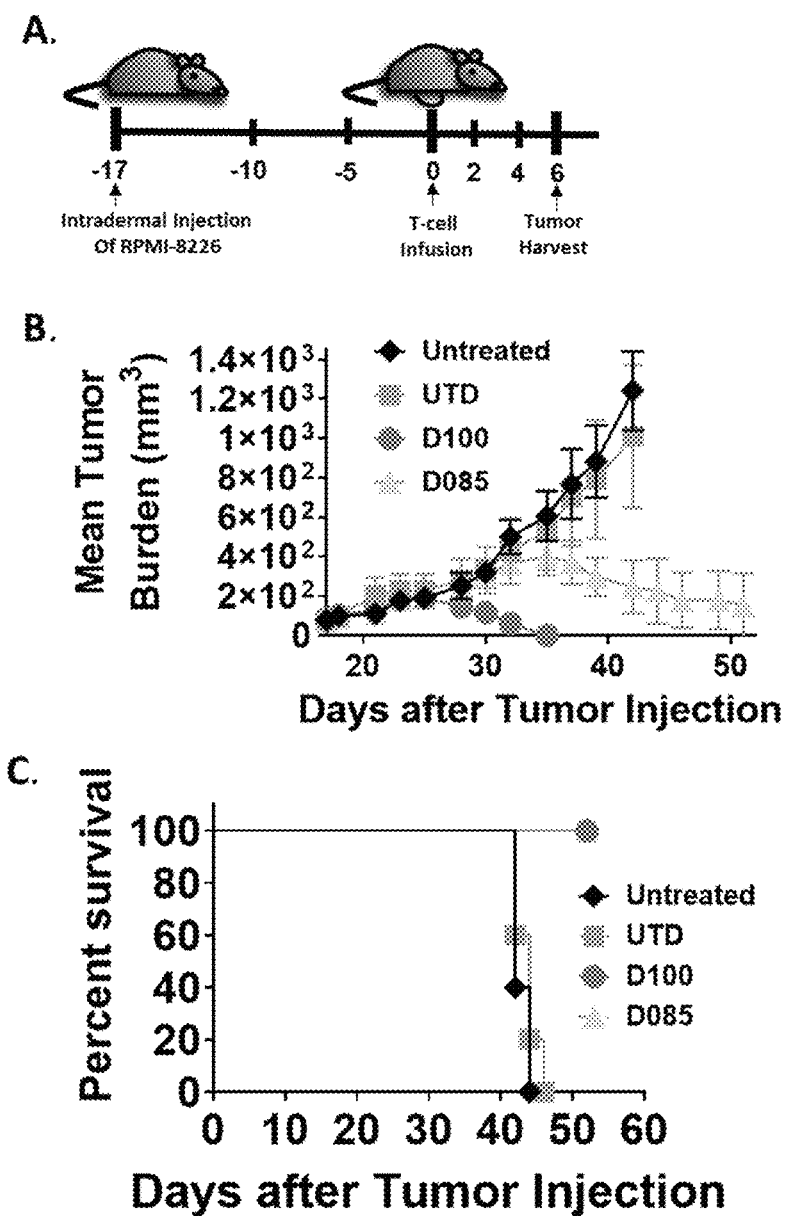 A.
-17 -10 -5 0 2 4 6
Intradermal Injection
Of RPMI-8226
T-cell
Infusion
Tumor
Harvest
B.
Mean Tumor
Burden (mm³)
1.4×10³
1.2×10³
1×10³
8×10²
6×10²
4×10²
2×10²
0
Untreated
UTD
D100
D085
20 30 40 50
Days after Tumor Injection
C.
Percent survival
100
80
60
40
20
0
Untreated
UTD
D100
D085
0 10 20 30 40 50 60
Days after Tumor Injection